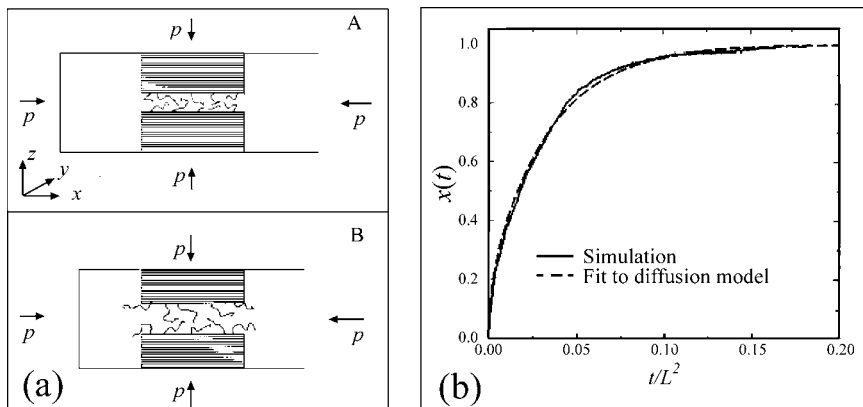 A
p
p
p
z
y
x
p
B
p
p
p
(a)
p
1.0
0.8
0.6
0.4
0.2
0.0
x(t)
Simulation
Fit to diffusion model
0.00 0.05 0.10 0.15 0.20
t/L²
(b)